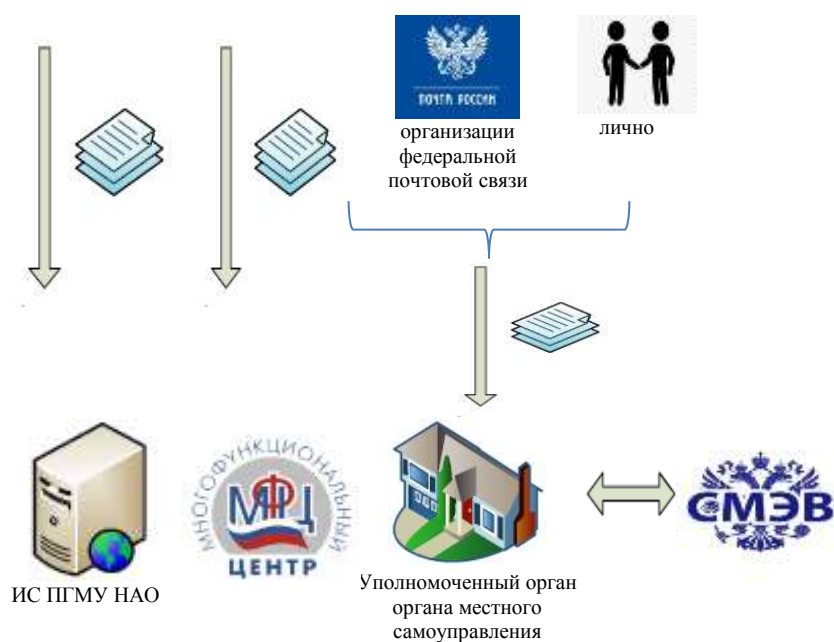 ПОЧТА РОССИИ
организации
федеральной
почтовой связи
лично
МНОГОФУНКЦИОНАЛЬНЫЙ
МФЦ
ЦЕНТР
СМЭВ
ИС ПГМУ НАО
Уполномоченный орган
органа местного
самоуправления